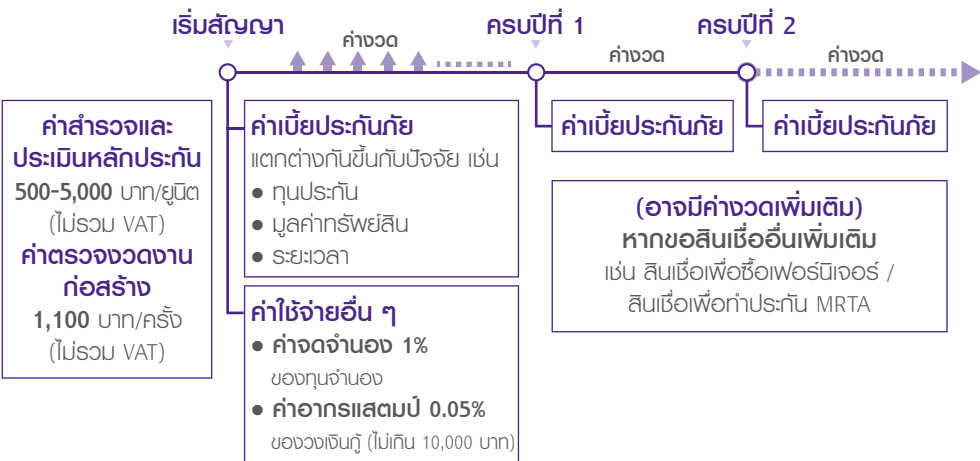 เริ่มสัญญา
ค่างวด
ครบปีที่ 1
ค่างวด
ครบปีที่ 2
ค่างวด
ค่าสำรวจและ
ประเมินหลักประกัน
500-5,000 บาท/ยูนิต
(ไม่รวม VAT)
ค่าตรวจงวดงาน
ก่อสร้าง
1,100 บาท/ครั้ง
(ไม่รวม VAT)
ค่าเบี้ยประกันภัย
แตกต่างกันขึ้นกับปัจจัย เช่น
● ทุนประกัน
● มูลค่าทรัพย์สิน
● ระยะเวลา
ค่าใช้จ่ายอื่น ๆ
● ค่าจดจำนอง 1%
ของทุนจำนอง
● ค่าอากรแสตมป์ 0.05%
ของวงเงินกู้ (ไม่เกิน 10,000 บาท)
ค่าเบี้ยประกันภัย
ค่าเบี้ยประกันภัย
(อาจมีค่างวดเพิ่มเติม)
หากขอสินเชื่ออื่นเพิ่มเติม
เช่น สินเชื่อเพื่อซื้อเฟอร์นิเจอร์ /
สินเชื่อเพื่อทำประกัน MRTA